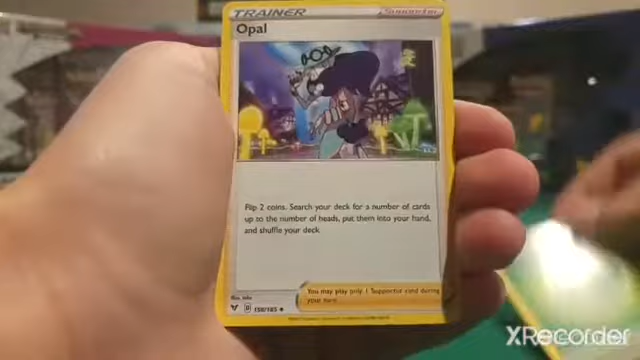 TRAINER Supporter
Opal
Flip 2 coins. Search your deck for a number of cards
up to the number of heads, put them into your hand,
and shuffle your deck.
You may play only 1 Supporter card during
your turn.
158/185
XRecorder